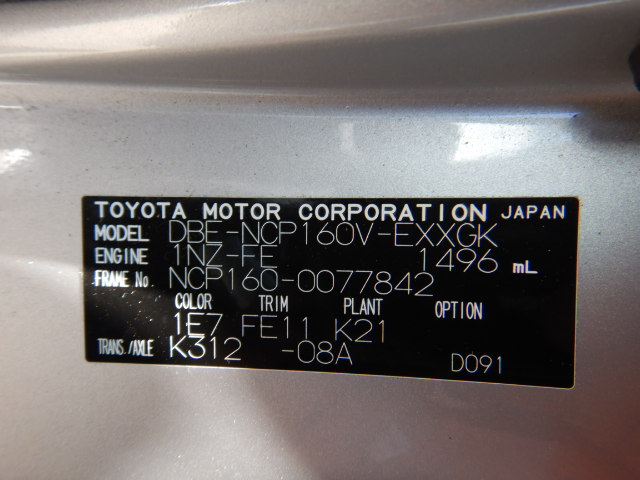 TOYOTA MOTOR CORPORATION JAPAN
MODEL DBE-NCP160V-EXXGK
ENGINE 1NZ-FE 1496 mL
FRAME No. NCP160-0077842
COLOR TRIM PLANT OPTION
1E7 FE11 K21
TRANS./AXLE K312 -08A D091